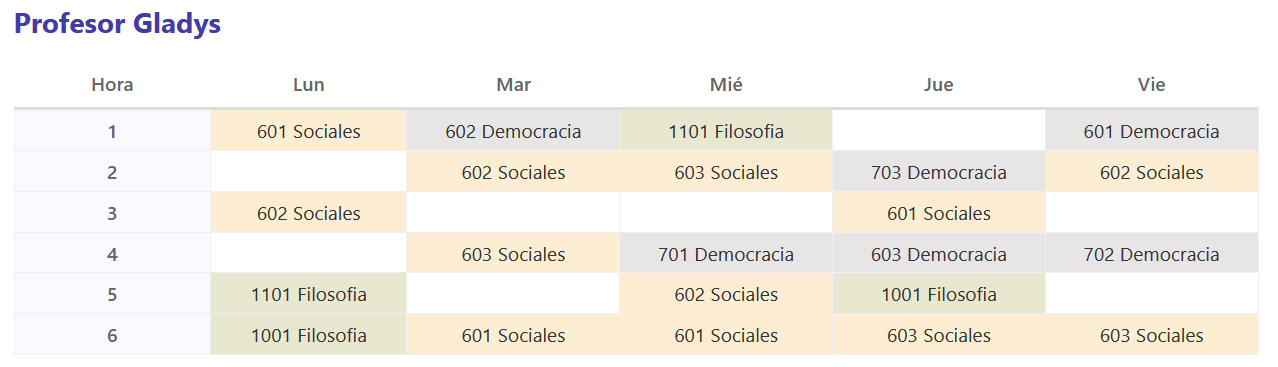 Profesor Gladys
Hora Lun Mar Mié Jue Vie
1 601 Sociales 602 Democracia 1101 Filosofia 601 Democracia
2 602 Sociales 603 Sociales 703 Democracia 602 Sociales
3 602 Sociales 601 Sociales
4 603 Sociales 701 Democracia 603 Democracia 702 Democracia
5 1101 Filosofia 602 Sociales 1001 Filosofia
6 1001 Filosofia 601 Sociales 601 Sociales 603 Sociales 603 Sociales